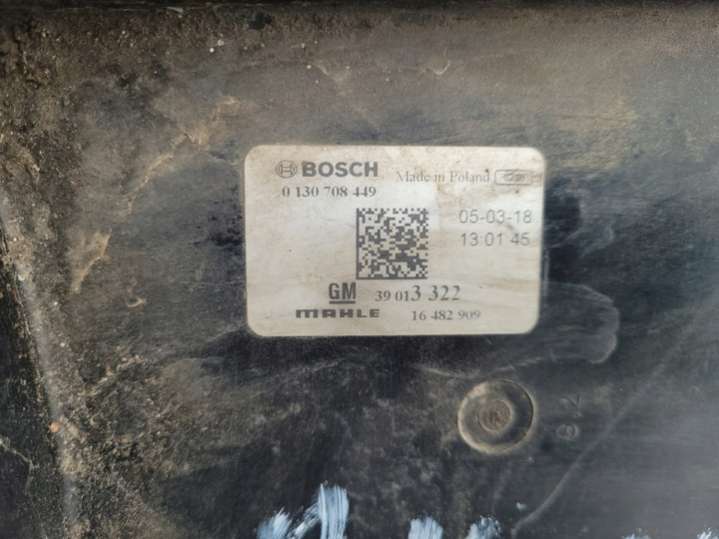 BOSCH Made in Poland
0 130 708 449
05-03-18
13 01 45
GM 39 013 322
MAHLE 16 482 909